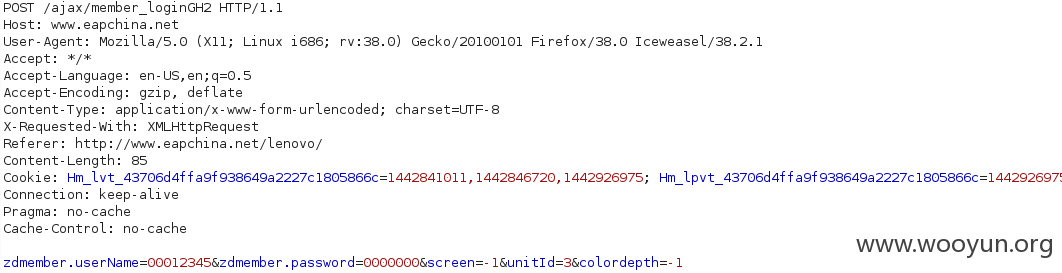 POST /ajax/member_loginGH2 HTTP/1.1
Host: www.eapchina.net
User-Agent: Mozilla/5.0 (X11; Linux i686; rv:38.0) Gecko/20100101 Firefox/38.0 Iceweasel/38.2.1
Accept: */*
Accept-Language: en-US,en;q=0.5
Accept-Encoding: gzip, deflate
Content-Type: application/x-www-form-urlencoded; charset=UTF-8
X-Requested-With: XMLHttpRequest
Referer: http://www.eapchina.net/lenovo/
Content-Length: 85
Cookie: Hm_lvt_43706d4ffa9f938649a2227c1805866c=1442841011,1442846720,1442926975; Hm_lpvt_43706d4ffa9f938649a2227c1805866c=1442926975
Connection: keep-alive
Pragma: no-cache
Cache-Control: no-cache
www.wooyun.org
zdmember.userName=00012345&zdmember.password=0000000&screen=-1&unitId=3&colordepth=-1